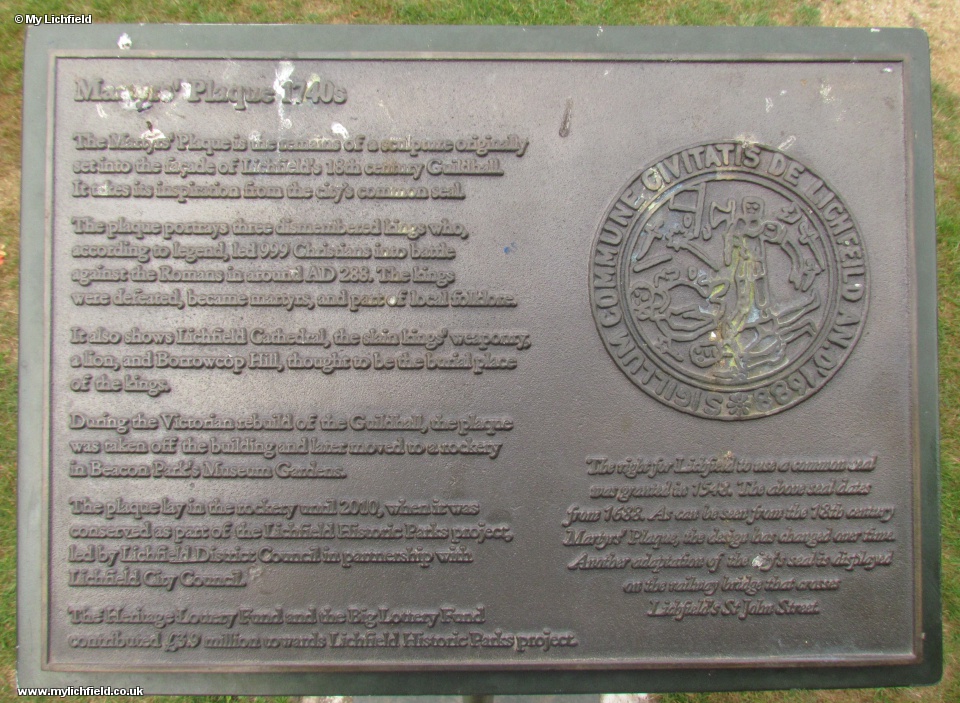 © My Lichfield
Martyrs' Plaque 1740s
The Martyrs' Plaque is the remains of a sculpture originally
set into the façade of Lichfield's 18th century Guildhall.
It takes its inspiration from the city's common seal.
The plaque portrays three dismembered kings who,
according to legend, led 999 Christians into battle
against the Romans in around AD 288. The kings
were defeated, became martyrs, and part of local folklore.
It also shows Lichfield Cathedral, the slain kings' weaponry,
a lion, and Borrowcop Hill, thought to be the burial place
of the kings.
During the Victorian rebuild of the Guildhall, the plaque
was taken off the building and later moved to a rockery
in Beacon Park's Museum Gardens.
The plaque lay in the rockery until 2010, when it was
conserved as part of the Lichfield Historic Parks project,
led by Lichfield District Council in partnership with
Lichfield City Council.
The Heritage Lottery Fund and the Big Lottery Fund
contributed £3.9 million towards Lichfield Historic Parks project.
SIGILLUM COMMUNE CIVITATIS DE LICHFEILD AN D' 1688
The right for Lichfield to use a common seal
was granted in 1548. The above seal dates
from 1688. As can be seen from the 18th century
Martyrs' Plaque, the design has changed over time.
Another adaptation of the city's seal is displayed
on the railway bridge that crosses
Lichfield's St John Street.
www.mylichfield.co.uk